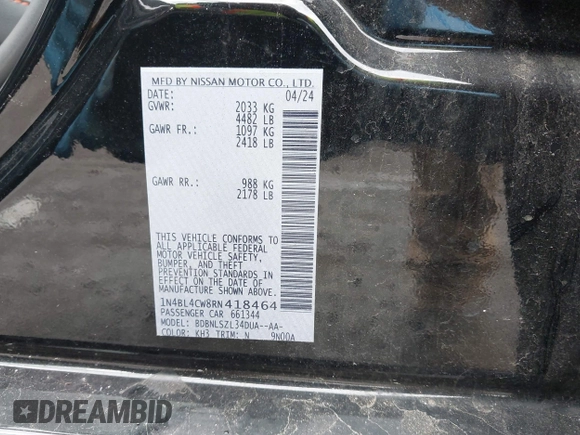 MFD BY NISSAN MOTOR CO., LTD.
DATE: 04/24
GVWR: 2033 KG
4482 LB
GAWR FR.: 1097 KG
2418 LB
GAWR RR.: 988 KG
2178 LB
THIS VEHICLE CONFORMS TO
ALL APPLICABLE FEDERAL
MOTOR VEHICLE SAFETY,
BUMPER, AND THEFT
PREVENTION STANDARDS IN
EFFECT ON THE DATE OF
MANUFACTURE SHOWN ABOVE.
1N4BL4CW8RN418464
PASSENGER CAR 661344
MODEL: BDBNLSZL34DUA--AA-
COLOR: KH3 TRIM: N 9N00A
DREAMBID